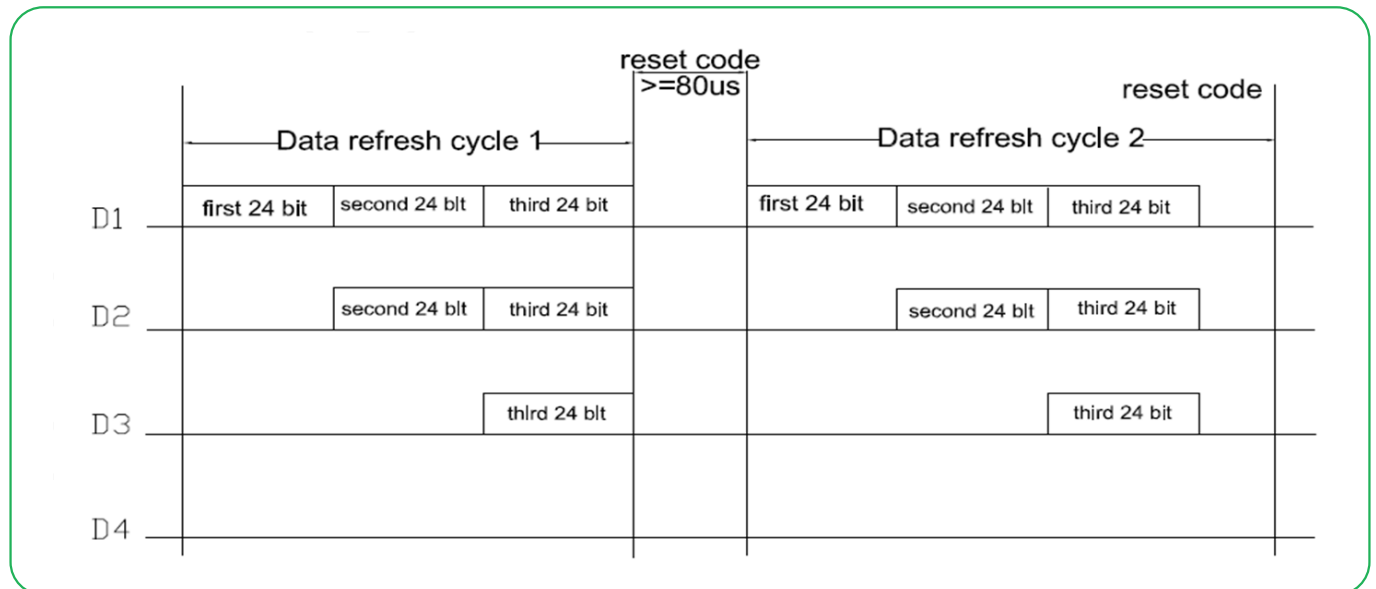 reset code
>=80us
reset code
Data refresh cycle 1
Data refresh cycle 2
D1
first 24 bit
second 24 blt
third 24 bit
first 24 bit
second 24 blt
third 24 bit
D2
second 24 blt
third 24 bit
second 24 blt
third 24 bit
D3
thlrd 24 blt
third 24 bit
D4